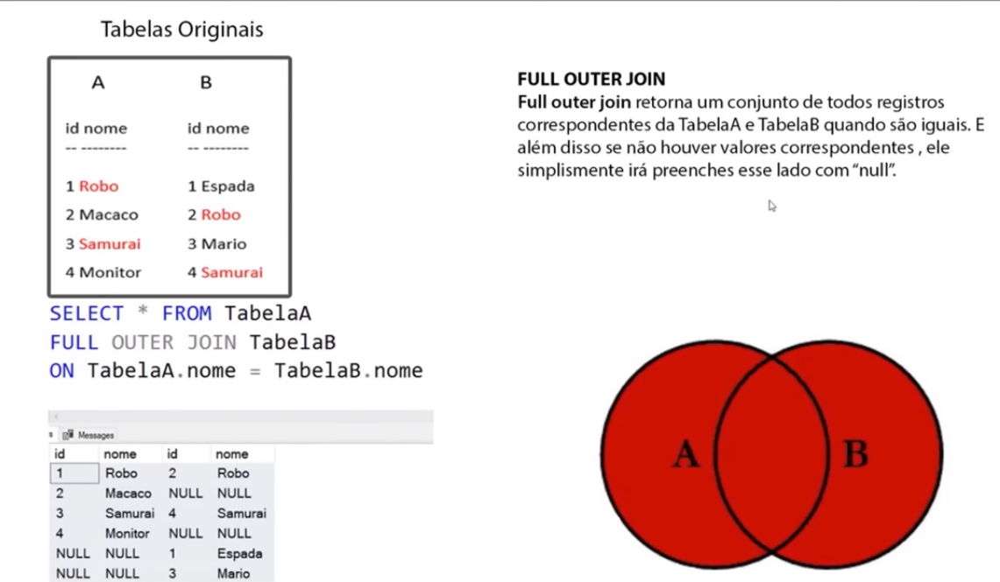 Tabelas Originais
A B
id nome id nome
-- -------- -- --------
1 Robo 1 Espada
2 Macaco 2 Robo
3 Samurai 3 Mario
4 Monitor 4 Samurai
SELECT * FROM TabelaA
FULL OUTER JOIN TabelaB
ON TabelaA.nome = TabelaB.nome
s Messages
id nome id nome
1 Robo 2 Robo
2 Macaco NULL NULL
3 Samurai 4 Samurai
4 Monitor NULL NULL
NULL NULL 1 Espada
NULL NULL 3 Mario
FULL OUTER JOIN
Full outer join retorna um conjunto de todos registros
correspondentes da TabelaA e TabelaB quando são iguais. E
além disso se não houver valores correspondentes , ele
simplismente irá preenches esse lado com “null”.
A B